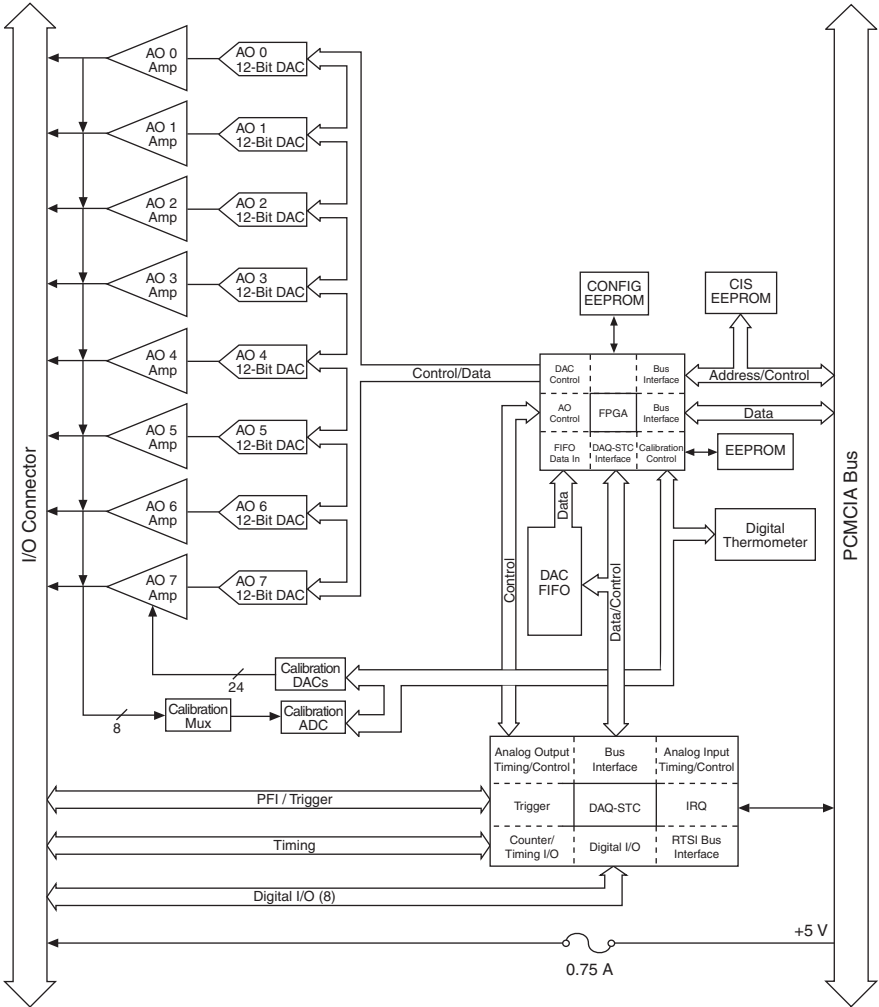 AO 0
Amp
AO 0
12-Bit DAC
AO 1
Amp
AO 1
12-Bit DAC
AO 2
Amp
AO 2
12-Bit DAC
AO 3
Amp
AO 3
12-Bit DAC
AO 4
Amp
AO 4
12-Bit DAC
AO 5
Amp
AO 5
12-Bit DAC
AO 6
Amp
AO 6
12-Bit DAC
AO 7
Amp
AO 7
12-Bit DAC
I/O Connector
PCMCIA Bus
CONFIG
EEPROM
CIS
EEPROM
Control/Data
DAC
Control
Bus
Interface
Address/Control
AO
Control
FPGA
Bus
Interface
Data
FIFO
Data In
DAQ-STC
Interface
Calibration
Control
EEPROM
Data
Digital
Thermometer
DAC
FIFO
Control
Data/Control
Calibration
DACs
24
Calibration
Mux
8
Calibration
ADC
Analog Output
Timing/Control
Bus
Interface
Analog Input
Timing/Control
PFI / Trigger
Trigger
DAQ-STC
IRQ
Timing
Counter/
Timing I/O
Digital I/O
RTSI Bus
Interface
Digital I/O (8)
+5 V
0.75 A